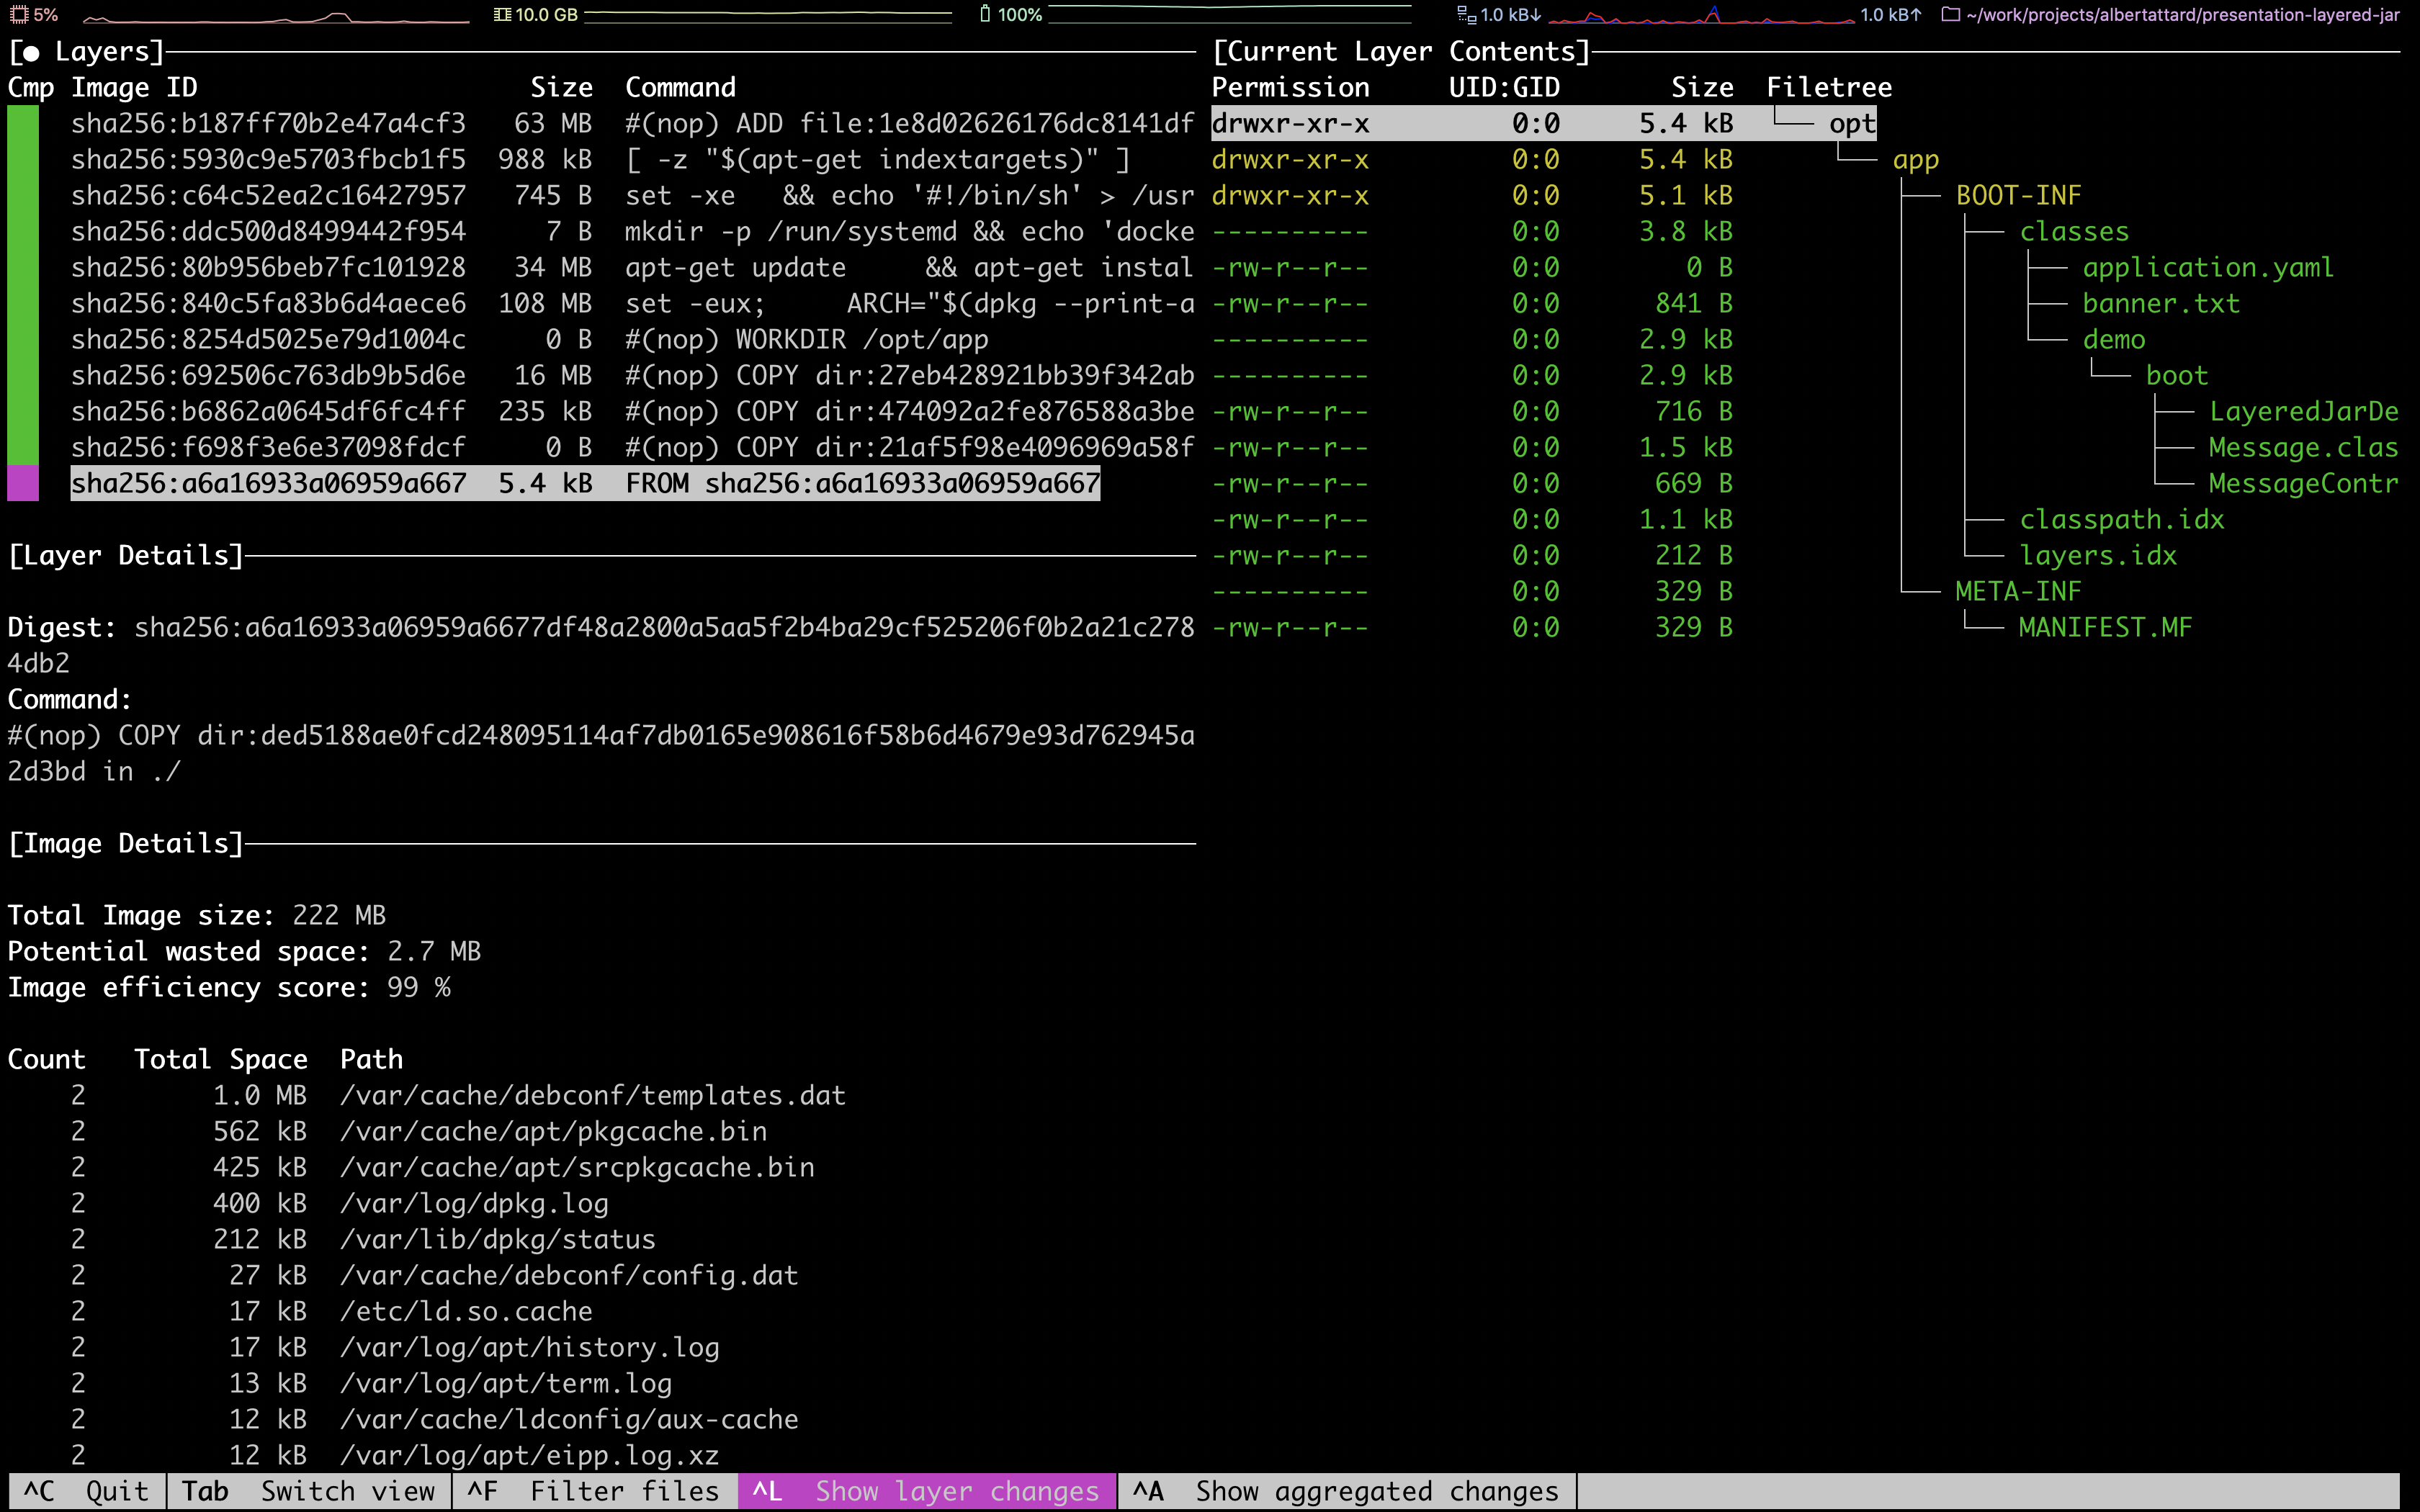 5% 10.0 GB 100% 1.0 kB↓ 1.0 kB↑ ~/work/projects/albertattard/presentation-layered-jar
[● Layers]
Cmp Image ID Size Command
sha256:b187ff70b2e47a4cf3 63 MB #(nop) ADD file:1e8d02626176dc8141df
sha256:5930c9e5703fbcb1f5 988 kB [ -z "$(apt-get indextargets)" ]
sha256:c64c52ea2c16427957 745 B set -xe && echo '#!/bin/sh' > /usr
sha256:ddc500d8499442f954 7 B mkdir -p /run/systemd && echo 'docke
sha256:80b956beb7fc101928 34 MB apt-get update && apt-get instal
sha256:840c5fa83b6d4aece6 108 MB set -eux; ARCH="$(dpkg --print-a
sha256:8254d5025e79d1004c 0 B #(nop) WORKDIR /opt/app
sha256:692506c763db9b5d6e 16 MB #(nop) COPY dir:27eb428921bb39f342ab
sha256:b6862a0645df6fc4ff 235 kB #(nop) COPY dir:474092a2fe876588a3be
sha256:f698f3e6e37098fdcf 0 B #(nop) COPY dir:21af5f98e4096969a58f
sha256:a6a16933a06959a667 5.4 kB FROM sha256:a6a16933a06959a667
[Layer Details]
Digest: sha256:a6a16933a06959a6677df48a2800a5aa5f2b4ba29cf525206f0b2a21c278
4db2
Command:
#(nop) COPY dir:ded5188ae0fcd248095114af7db0165e908616f58b6d4679e93d762945a
2d3bd in ./
[Image Details]
Total Image size: 222 MB
Potential wasted space: 2.7 MB
Image efficiency score: 99 %
Count Total Space Path
2 1.0 MB /var/cache/debconf/templates.dat
2 562 kB /var/cache/apt/pkgcache.bin
2 425 kB /var/cache/apt/srcpkgcache.bin
2 400 kB /var/log/dpkg.log
2 212 kB /var/lib/dpkg/status
2 27 kB /var/cache/debconf/config.dat
2 17 kB /etc/ld.so.cache
2 17 kB /var/log/apt/history.log
2 13 kB /var/log/apt/term.log
2 12 kB /var/cache/ldconfig/aux-cache
2 12 kB /var/log/apt/eipp.log.xz
[Current Layer Contents]
Permission UID:GID Size Filetree
drwxr-xr-x 0:0 5.4 kB └── opt
drwxr-xr-x 0:0 5.4 kB └── app
drwxr-xr-x 0:0 5.1 kB ├── BOOT-INF
---------- 0:0 3.8 kB │ ├── classes
-rw-r--r-- 0:0 0 B │ │ ├── application.yaml
-rw-r--r-- 0:0 841 B │ │ ├── banner.txt
---------- 0:0 2.9 kB │ │ └── demo
---------- 0:0 2.9 kB │ │ └── boot
-rw-r--r-- 0:0 716 B │ │ ├── LayeredJarDe
-rw-r--r-- 0:0 1.5 kB │ │ ├── Message.clas
-rw-r--r-- 0:0 669 B │ │ └── MessageContr
-rw-r--r-- 0:0 1.1 kB │ ├── classpath.idx
-rw-r--r-- 0:0 212 B │ └── layers.idx
---------- 0:0 329 B └── META-INF
-rw-r--r-- 0:0 329 B └── MANIFEST.MF
^C Quit Tab Switch view ^F Filter files ^L Show layer changes ^A Show aggregated changes